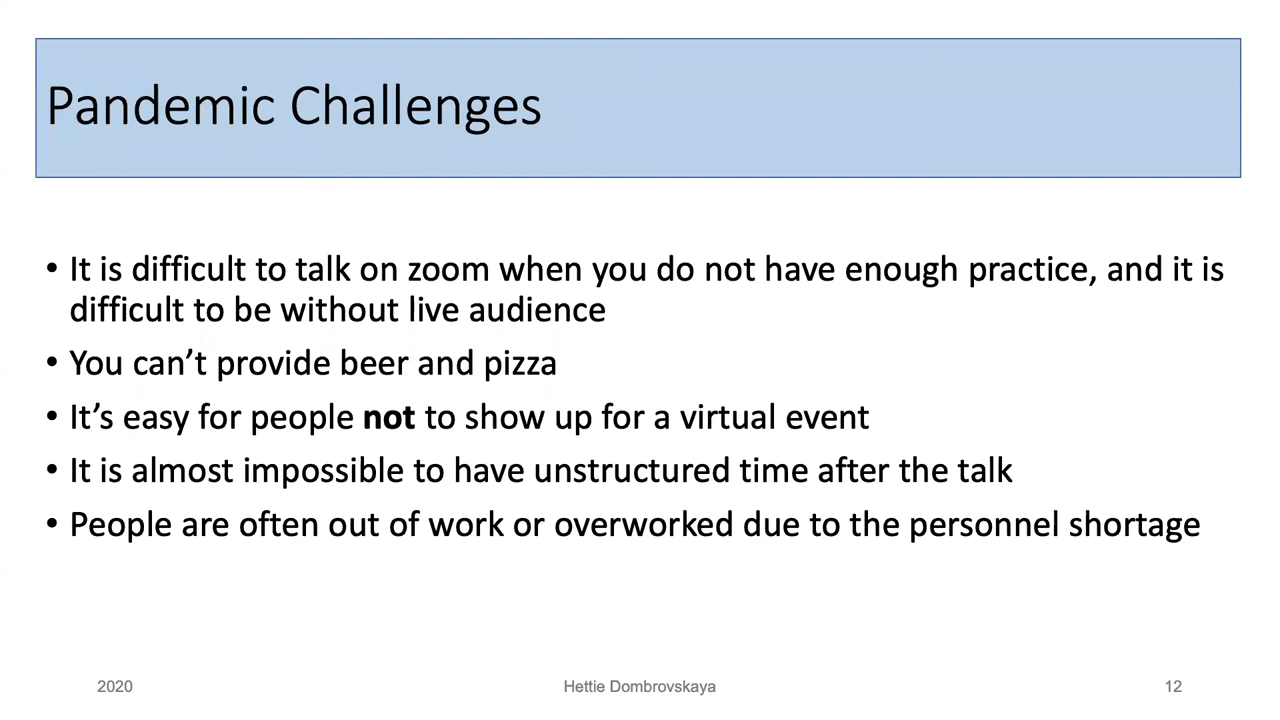 Pandemic Challenges
• It is difficult to talk on zoom when you do not have enough practice, and it is
difficult to be without live audience
• You can’t provide beer and pizza
• It’s easy for people not to show up for a virtual event
• It is almost impossible to have unstructured time after the talk
• People are often out of work or overworked due to the personnel shortage
2020
Hettie Dombrovskaya
12